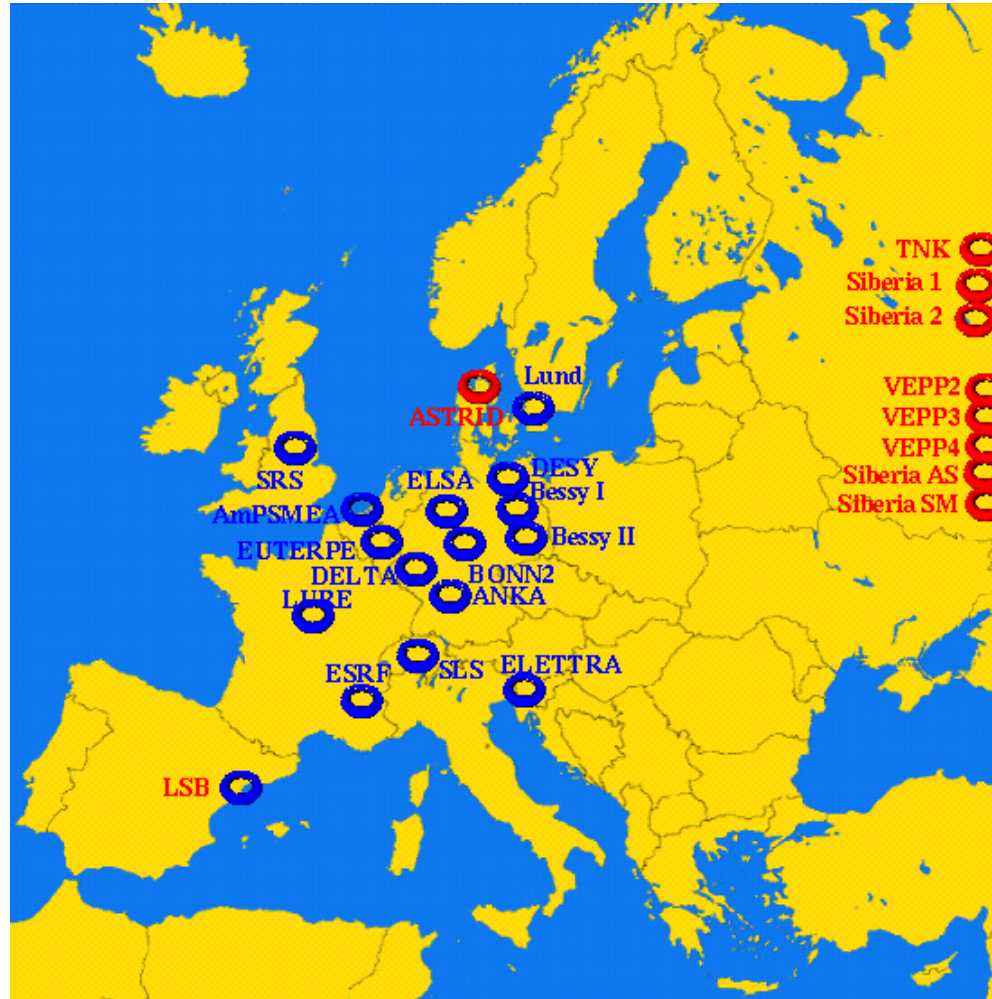 TNK
Siberia 1
Siberia 2
Lund
VEPP2
ASTRID
VEPP3
VEPP4
SRS
ELSA
DESY
Siberia AS
Bessy I
Siberia SM
AmPSMEA
Bessy II
EUTERPE
DELTA
BONN2
LURE
ANKA
ESRF
SLS
ELETTRA
LSB